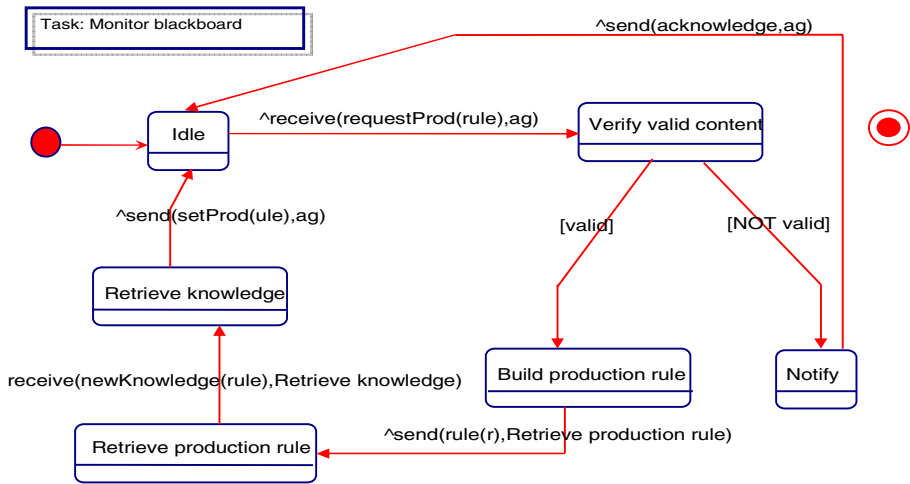 Task: Monitor blackboard
^send(acknowledge,ag)
Idle
^receive(requestProd(rule),ag)
Verify valid content
^send(setProd(ule),ag)
[valid]
[NOT valid]
Retrieve knowledge
receive(newKnowledge(rule),Retrieve knowledge)
Build production rule
Notify
^send(rule(r),Retrieve production rule)
Retrieve production rule